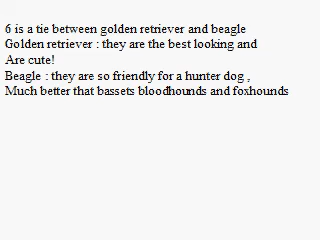 6 is a tie between golden retriever and beagle
Golden retriever : they are the best looking and
Are cute!
Beagle : they are so friendly for a hunter dog ,
Much better that bassets bloodhounds and foxhounds